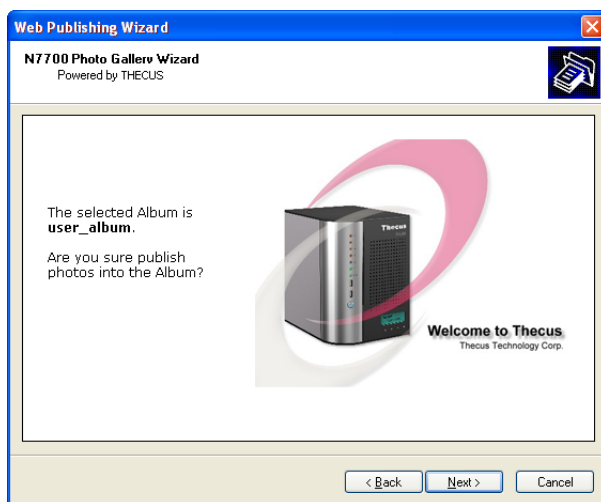 Web Publishing Wizard
N7700 Photo Gallery Wizard
Powered by THECUS
The selected Album is
user_album.
Are you sure publish
photos into the Album?
Thecus
Welcome to Thecus
Thecus Technology Corp.
< Back
Next >
Cancel